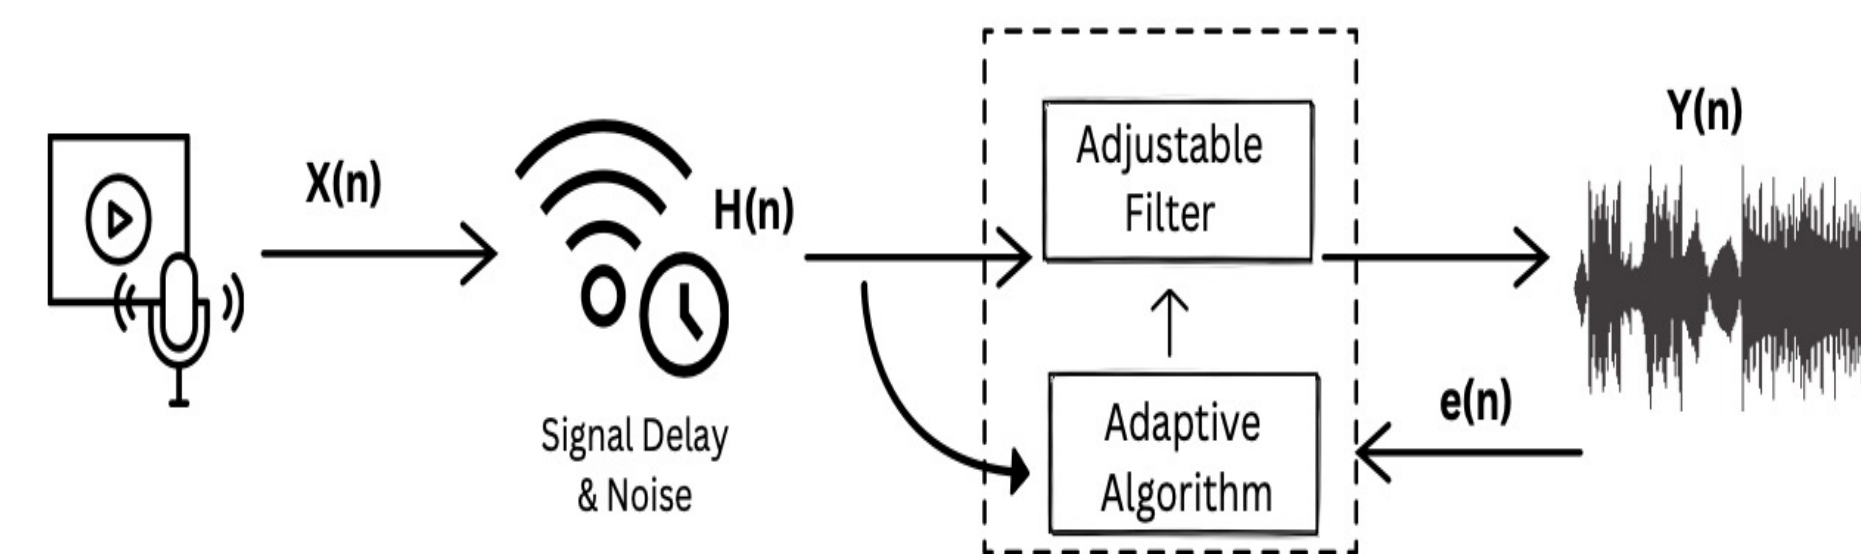 X(n)
Signal Delay
& Noise
H(n)
Adjustable
Filter
Adaptive
Algorithm
Y(n)
e(n)